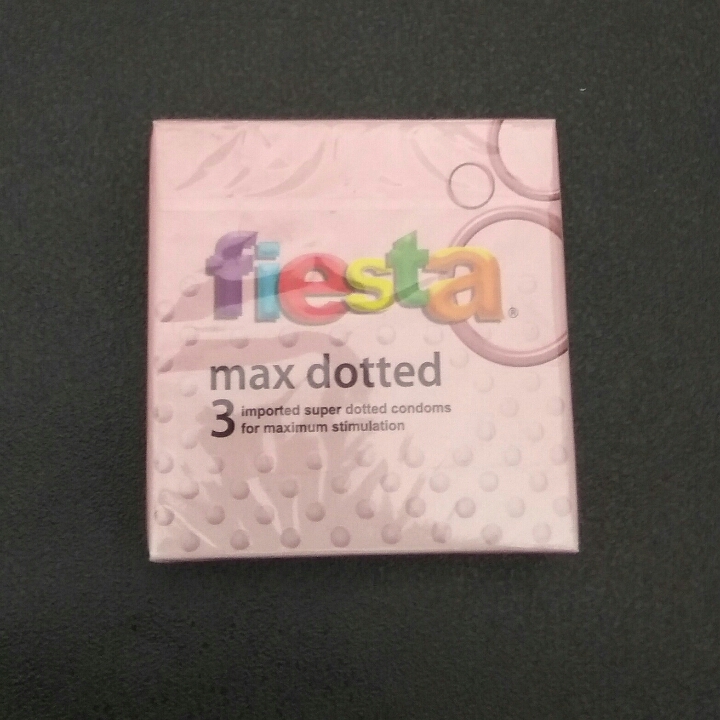 fiesta®
max dotted
3 imported super dotted condoms
for maximum stimulation